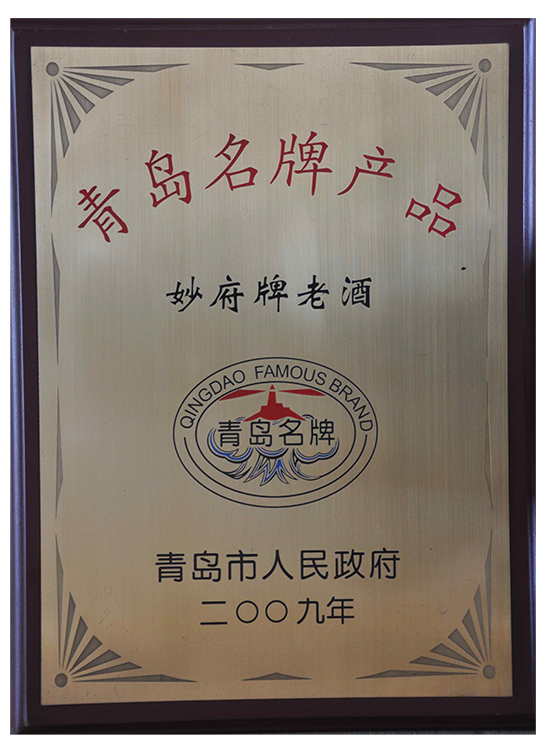 青岛名牌产品
妙府牌老酒
QINGDAO FAMOUS BRAND
青岛名牌
青岛市人民政府
二〇〇九年